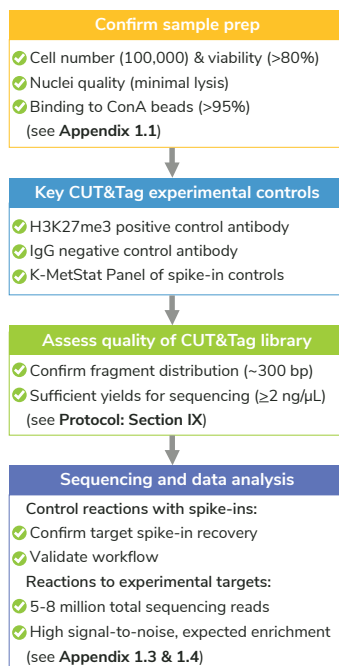 Confirm sample prep
Cell number (100,000) & viability (>80%)
Nuclei quality (minimal lysis)
Binding to ConA beads (>95%)
(see Appendix 1.1)
Key CUT&Tag experimental controls
H3K27me3 positive control antibody
IgG negative control antibody
K-MetStat Panel of spike-in controls
Assess quality of CUT&Tag library
Confirm fragment distribution (~300 bp)
Sufficient yields for sequencing (≥2 ng/µL)
(see Protocol: Section IX)
Sequencing and data analysis
Control reactions with spike-ins:
Confirm target spike-in recovery
Validate workflow
Reactions to experimental targets:
5-8 million total sequencing reads
High signal-to-noise, expected enrichment
(see Appendix 1.3 & 1.4)